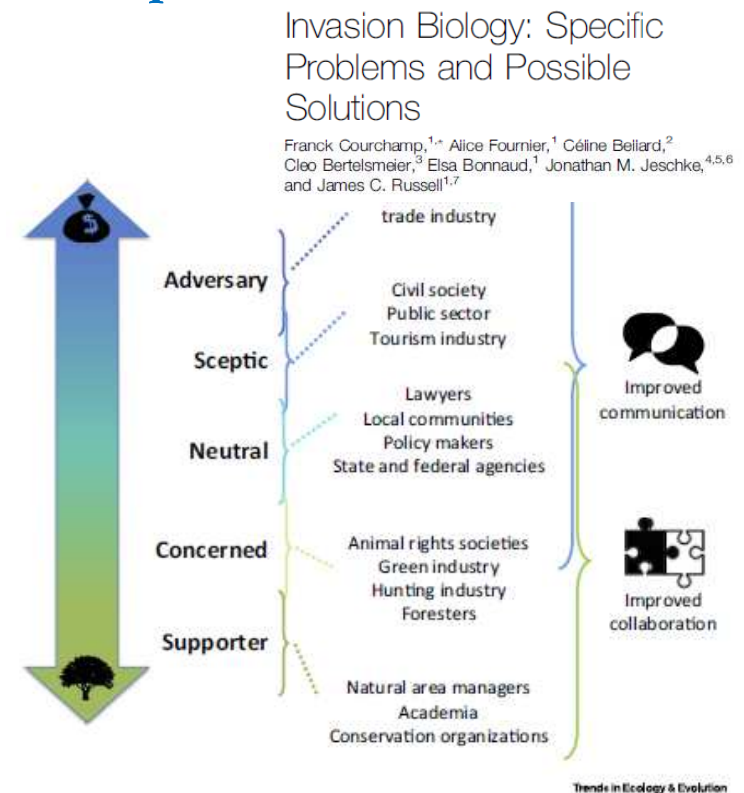 Invasion Biology: Specific
Problems and Possible
Solutions
Franck Courchamp,1,* Alice Fournier,1 Céline Bellard,2
Cleo Bertelsmeier,3 Elsa Bonnaud,1 Jonathan M. Jeschke,4,5,6
and James C. Russell1,7
$
trade industry
Adversary
Civil society
Public sector
Tourism industry
Sceptic
Lawyers
Local communities
Policy makers
State and federal agencies
Neutral
Improved
communication
Animal rights societies
Green industry
Hunting industry
Foresters
Concerned
Improved
collaboration
Supporter
Natural area managers
Academia
Conservation organizations
Trends in Ecology & Evolution